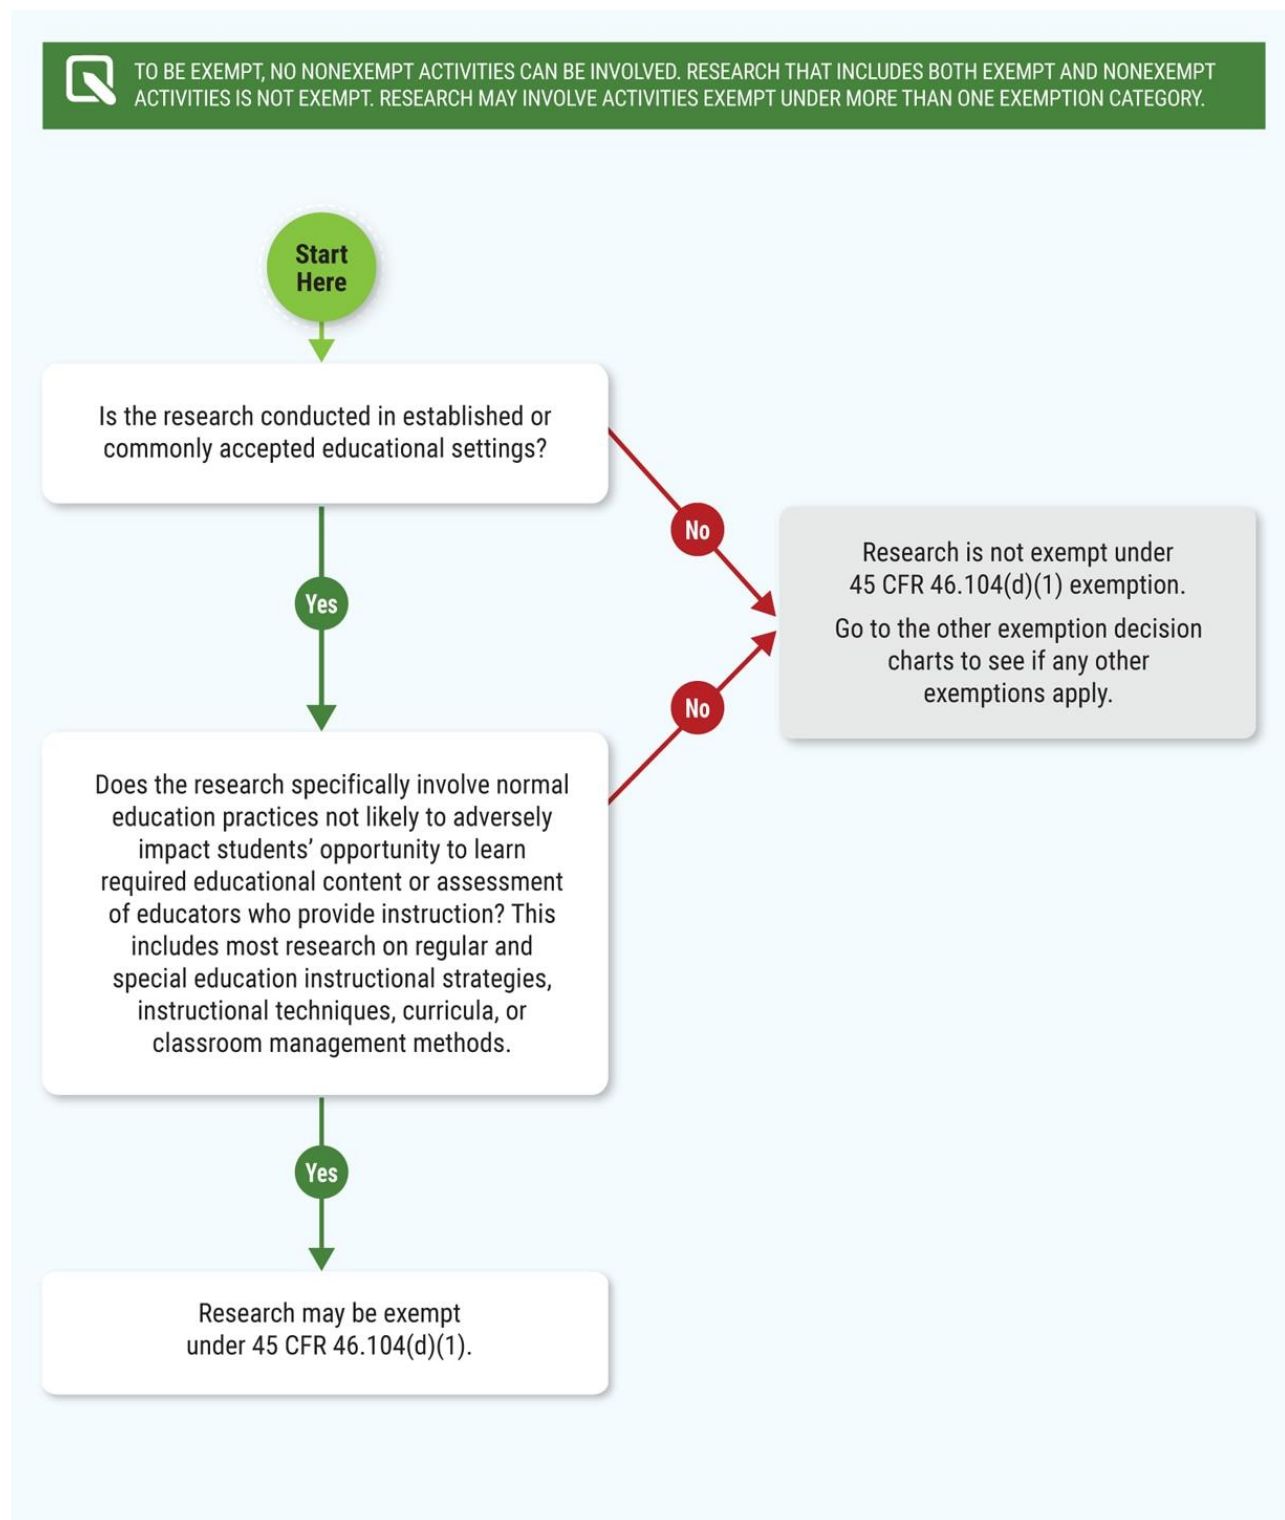 TO BE EXEMPT, NO NONEXEMPT ACTIVITIES CAN BE INVOLVED. RESEARCH THAT INCLUDES BOTH EXEMPT AND NONEXEMPT
ACTIVITIES IS NOT EXEMPT. RESEARCH MAY INVOLVE ACTIVITIES EXEMPT UNDER MORE THAN ONE EXEMPTION CATEGORY.
Start
Here
Is the research conducted in established or
commonly accepted educational settings?
No
Yes
Research is not exempt under
45 CFR 46.104(d)(1) exemption.
Go to the other exemption decision
charts to see if any other
exemptions apply.
No
Does the research specifically involve normal
education practices not likely to adversely
impact students’ opportunity to learn
required educational content or assessment
of educators who provide instruction? This
includes most research on regular and
special education instructional strategies,
instructional techniques, curricula, or
classroom management methods.
Yes
Research may be exempt
under 45 CFR 46.104(d)(1).